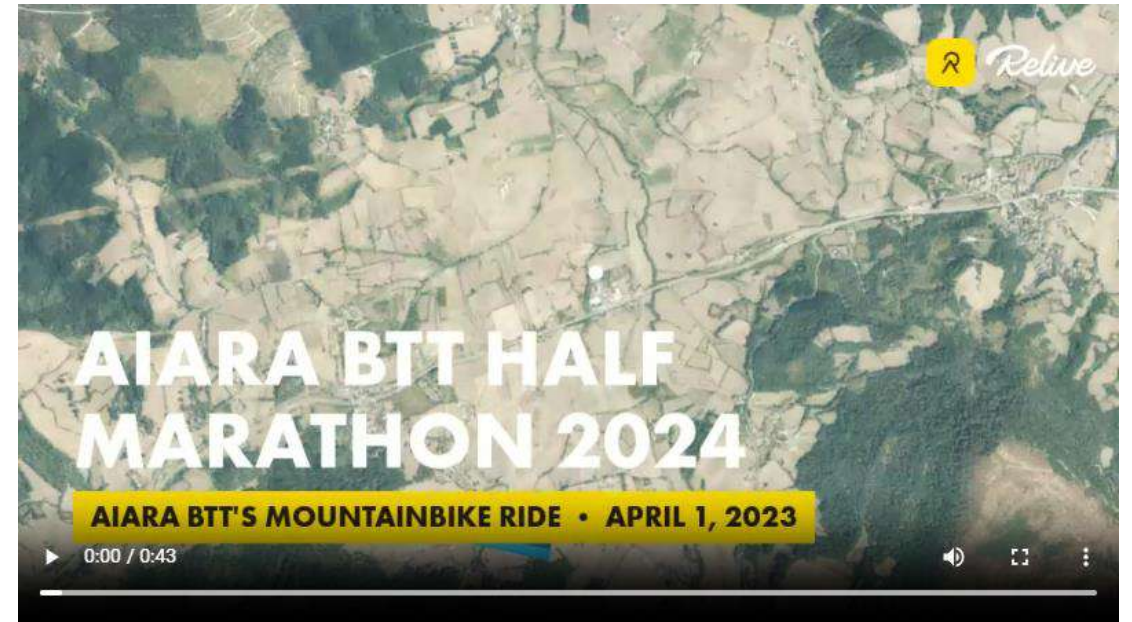 Relive
AIARA BTT HALF
MARATHON 2024
AIARA BTT'S MOUNTAINBIKE RIDE • APRIL 1, 2023
0:00 / 0:43